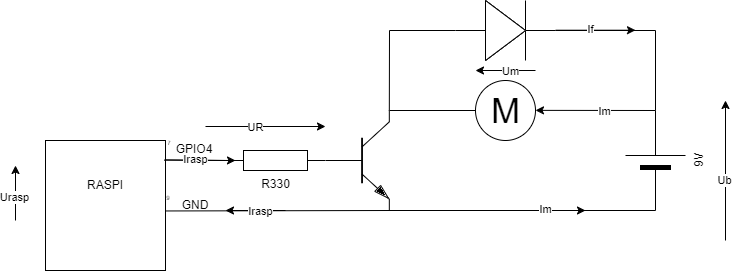 If
Um
M
Im
UR
GPIO4
Irasp
Urasp
RASPI
R330
9V
Ub
GND
Irasp
Im